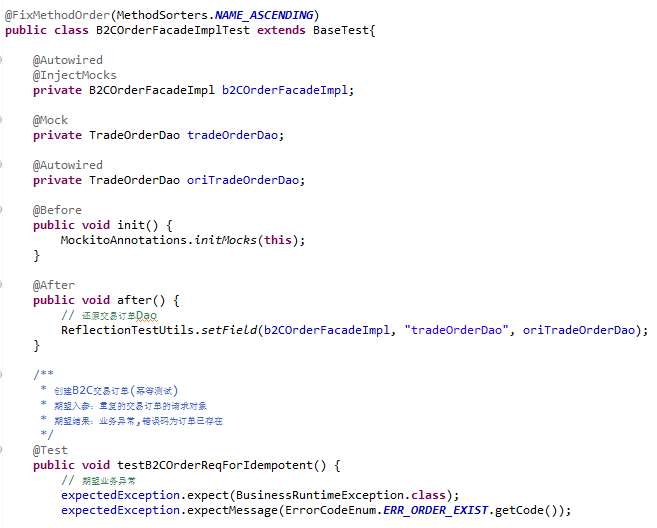 @FixMethodOrder(MethodSorters.NAME_ASCENDING)
public class B2COrderFacadeImplTest extends BaseTest{
@Autowired
@InjectMocks
private B2COrderFacadeImpl b2COrderFacadeImpl;
@Mock
private TradeOrderDao tradeOrderDao;
@Autowired
private TradeOrderDao oriTradeOrderDao;
@Before
public void init() {
MockitoAnnotations.initMocks(this);
}
@After
public void after() {
// 还原交易订单Dao
ReflectionTestUtils.setField(b2COrderFacadeImpl, "tradeOrderDao", oriTradeOrderDao);
}
/**
* 创建B2C交易订单(幂等测试)
* 期望入参：重复的交易订单的请求对象
* 期望结果：业务异常,错误码为订单已存在
*/
@Test
public void testB2COrderReqForIdempotent() {
// 期望业务异常
expectedException.expect(BusinessRuntimeException.class);
expectedException.expectMessage(ErrorCodeEnum.ERR_ORDER_EXIST.getCode());